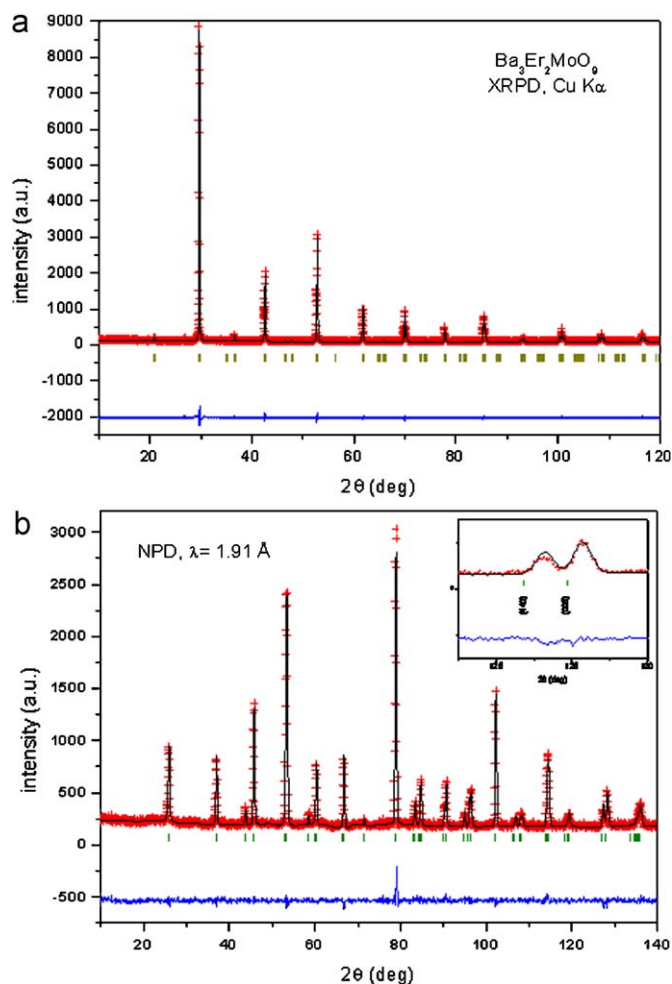 a
9000
8000
7000
6000
5000
4000
3000
2000
1000
0
-1000
-2000
intensity (a.u.)
Ba₃Er₂MoO₉
XRPD, Cu Kα
20 40 60 80 100 120
2θ (deg)
b
3000
2500
2000
1500
1000
500
0
-500
intensity (a.u.)
NPD, λ= 1.91 Å
2θ (deg)
20 40 60 80 100 120 140
2θ (deg)